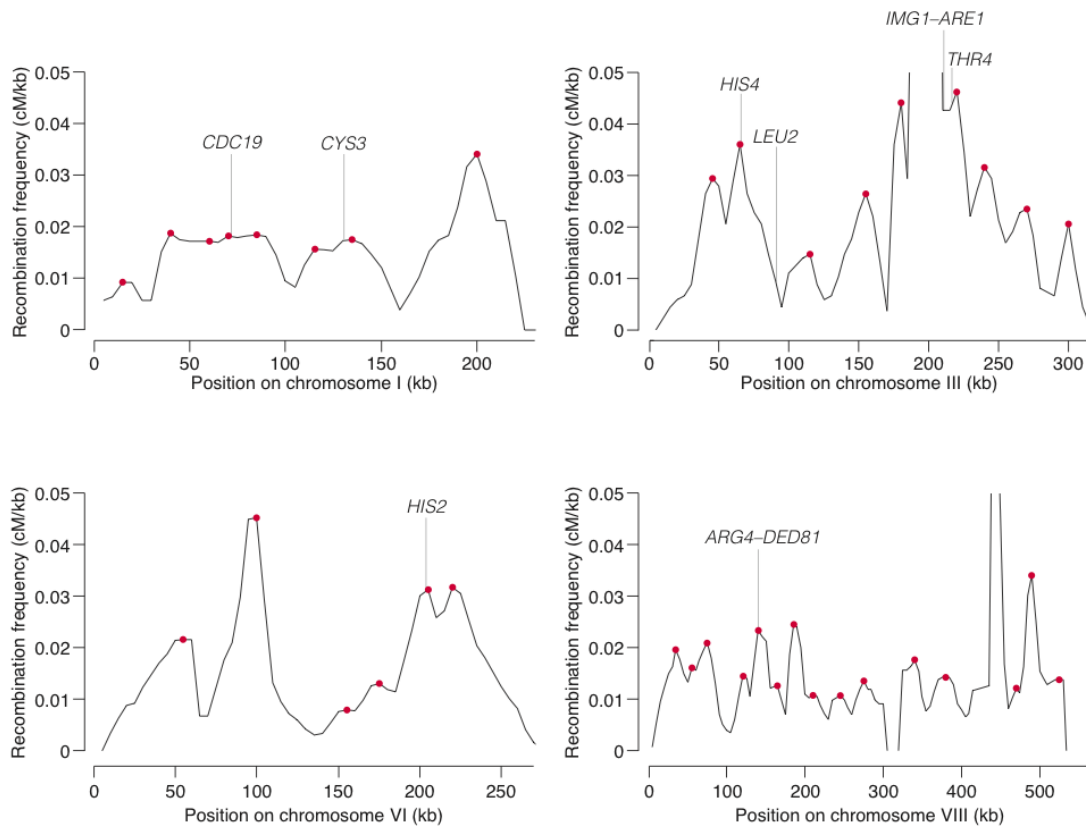 IMG1–ARE1
THR4
HIS4
LEU2
CDC19
CYS3
Recombination frequency (cM/kb)
0.05
0.04
0.03
0.02
0.01
0
0 50 100 150 200
Position on chromosome I (kb)
Recombination frequency (cM/kb)
0.05
0.04
0.03
0.02
0.01
0
0 50 100 150 200 250 300
Position on chromosome III (kb)
HIS2
Recombination frequency (cM/kb)
0.05
0.04
0.03
0.02
0.01
0
0 50 100 150 200 250
Position on chromosome VI (kb)
ARG4–DED81
Recombination frequency (cM/kb)
0.05
0.04
0.03
0.02
0.01
0
0 100 200 300 400 500
Position on chromosome VIII (kb)